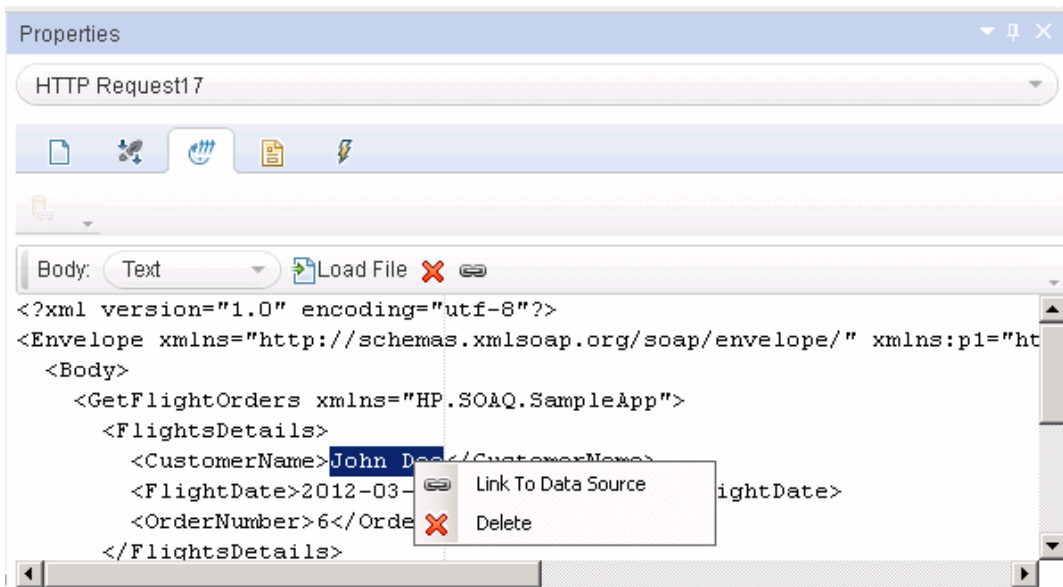 Properties
HTTP Request17
Body: Text Load File
<?xml version="1.0" encoding="utf-8"?>
<Envelope xmlns="http://schemas.xmlsoap.org/soap/envelope/" xmlns:p1="ht
<Body>
<GetFlightOrders xmlns="HP.SOAQ.SampleApp">
<FlightsDetails>
<CustomerName>John Doe</CustomerName>
<FlightDate>2012-03- ightDate>
<OrderNumber>6</Orde
</FlightsDetails>
Link To Data Source
Delete